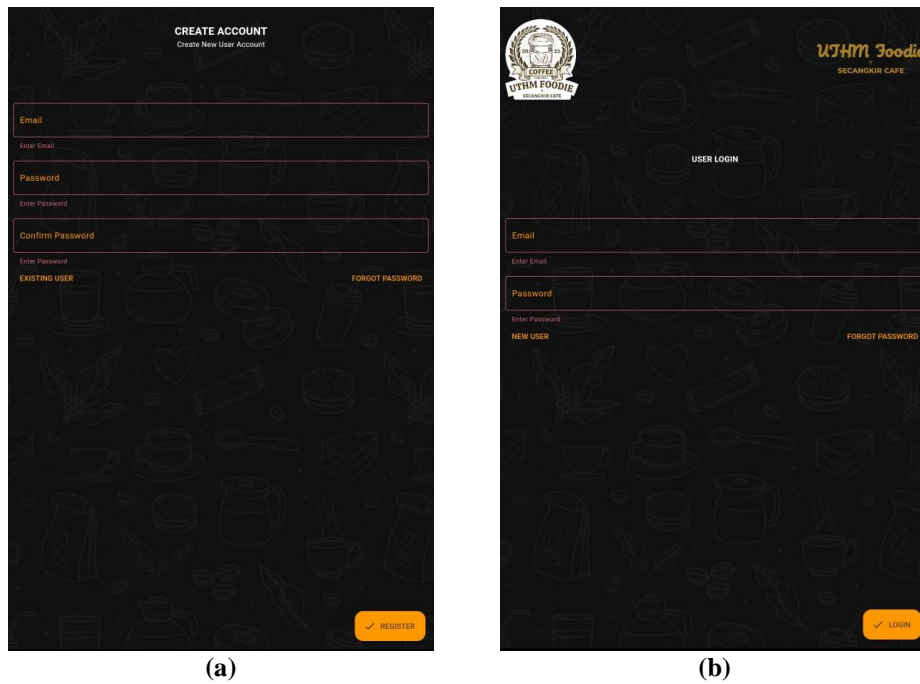 CREATE ACCOUNT
Create New User Account
Email
Enter Email
Password
Enter Password
Confirm Password
Enter Password
EXISTING USER
FORGOT PASSWORD
REGISTER
(a)
2023
COFFEE
UTHM FOODIE
X
SECANGKIR CAFE
UTHM Foodie
X
SECANGKIR CAFE
USER LOGIN
Email
Enter Email
Password
Enter Password
NEW USER
FORGOT PASSWORD
LOGIN
(b)